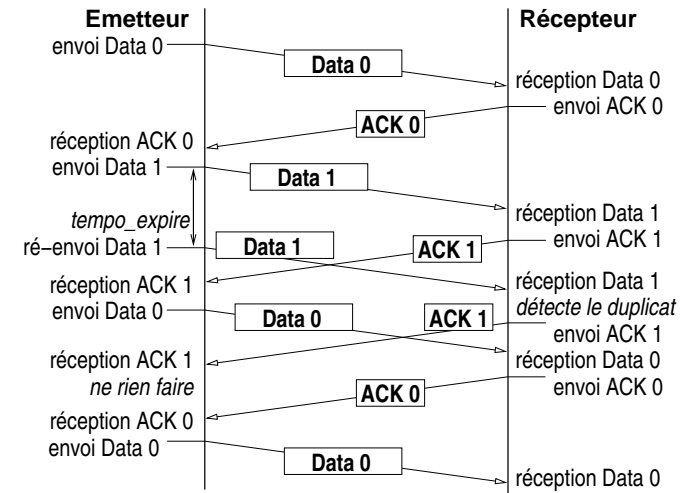 Emetteur
Récepteur
envoi Data 0
Data 0
réception Data 0
envoi ACK 0
ACK 0
réception ACK 0
envoi Data 1
Data 1
réception Data 1
tempo_expire
envoi ACK 1
ré−envoi Data 1
Data 1
ACK 1
réception ACK 1
réception Data 1
détecte le duplicat
envoi Data 0
Data 0
ACK 1
envoi ACK 1
réception ACK 1
réception Data 0
ne rien faire
envoi ACK 0
ACK 0
réception ACK 0
envoi Data 0
Data 0
réception Data 0